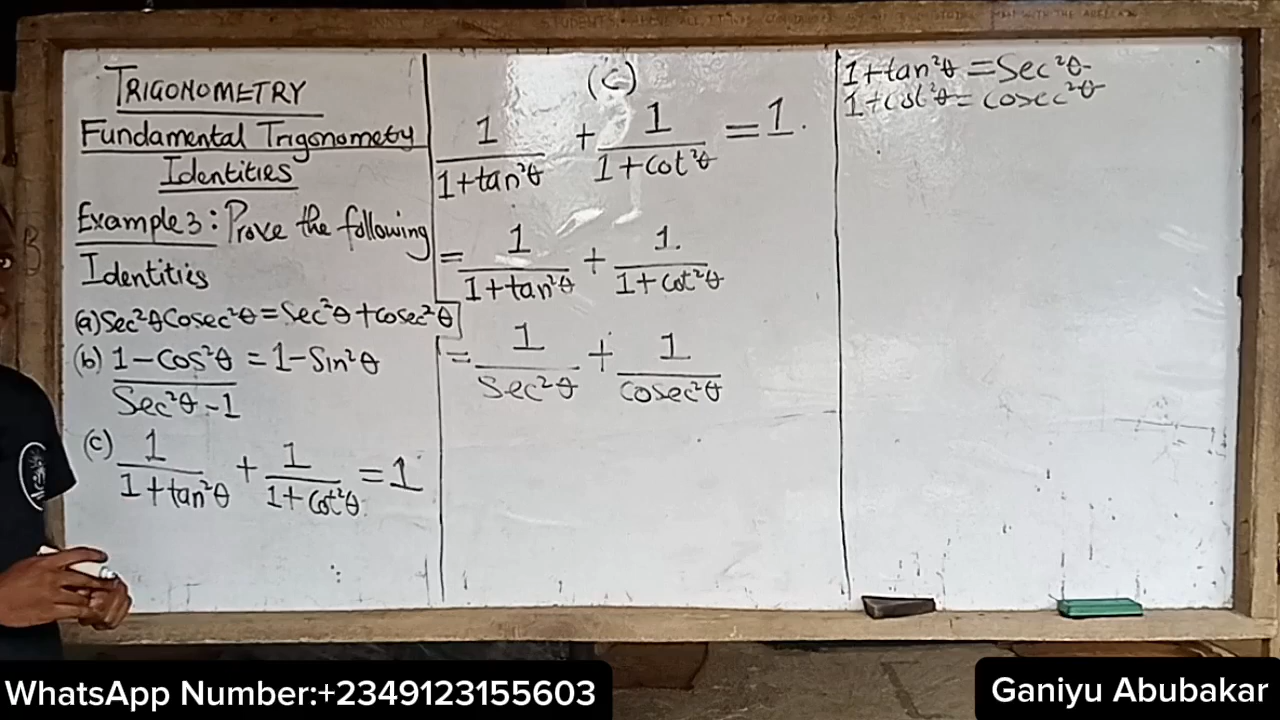 TRIGONOMETRY
Fundamental Trigonometry
Identities
Example 3: Prove the following
Identities
(a) Sec²θCosec²θ = Sec²θ + Cosec²θ
(b) 1 - Cos²θ / Sec²θ - 1 = 1 - Sin²θ
(c) 1 / 1 + tan²θ + 1 / 1 + Cot²θ = 1
(C)
1 / 1 + tan²θ + 1 / 1 + Cot²θ = 1.
= 1 / 1 + tan²θ + 1 / 1 + Cot²θ
= 1 / Sec²θ + 1 / Cosec²θ
1 + tan²θ = Sec²θ
1 + Cot²θ = Cosec²θ
WhatsApp Number:+2349123155603
Ganiyu Abubakar